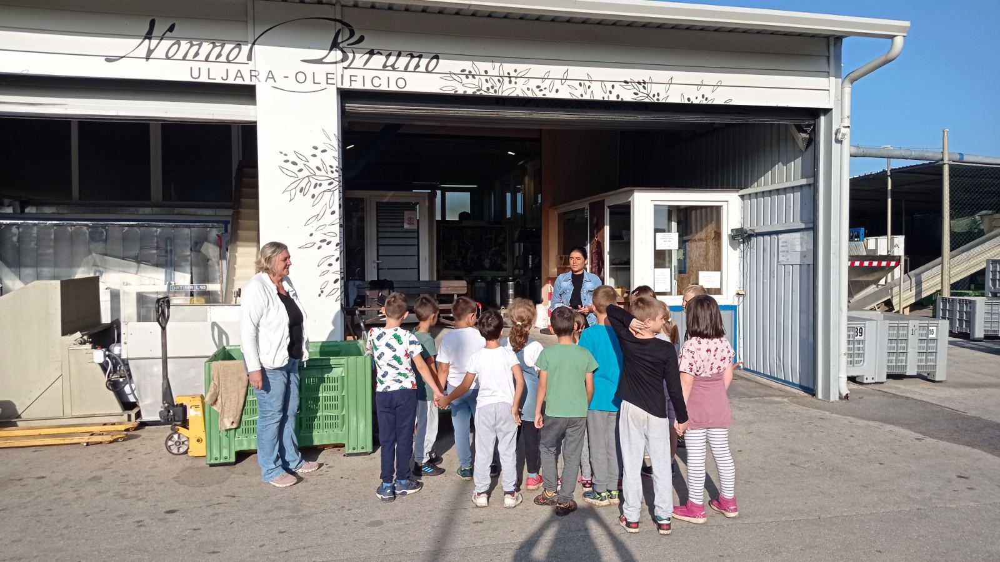 Nonno Bruno
ULJARA - OLEIFICIO
OPTIMA L10
39
16